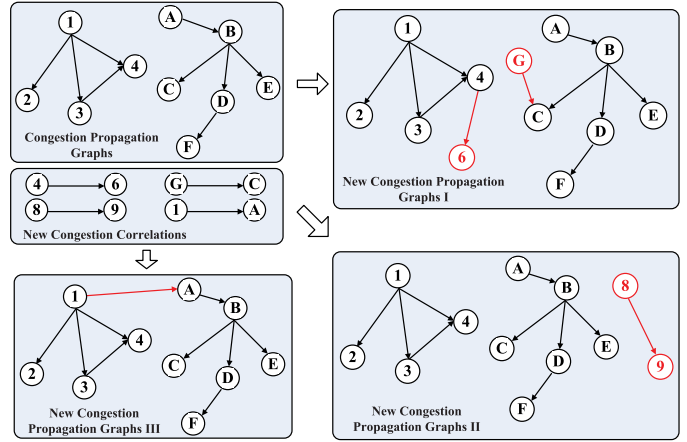 1
2
3
4
A
B
C
D
E
F
Congestion Propagation
Graphs
4 6 G C
8 9 1 A
New Congestion Correlations
1
2
3
4
6
G
A
B
C
D
E
F
New Congestion Propagation
Graphs I
1
2
3
4
A
B
C
D
E
F
New Congestion
Propagation Graphs III
1
2
3
4
A
B
C
D
E
F
8
9
New Congestion
Propagation Graphs II